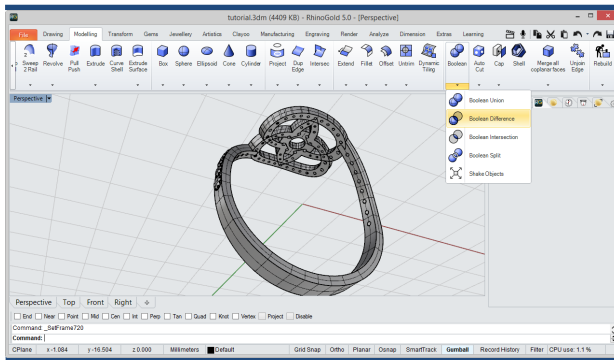 tutorial.3dm (4409 KB) - RhinoGold 5.0 - [Perspective]
File Drawing Modelling Transform Gems Jewellery Artistics Clayoo Manufacturing Engraving Render Analyze Dimension Extras Learning
Sweep 2 Rail Revolve Pull Push Extrude Curve Shell Extrude Surface Box Sphere Ellipsoid Cone Cylinder Project Dup Edge Intersec Extend Fillet Offset Untrim Dynamic Tiling Boolean Auto Cut Cap Shell Merge all coplanar faces Unjoin Edge Rebuild
Perspective
Boolean Union
Boolean Difference
Boolean Intersection
Boolean Split
Shake Objects
Perspective Top Front Right
End Near Point Mid Cen Int Perp Tan Quad Knot Vertex Project Disable
Command: _SetFrame720
Command:
CPlane x -1.084 y -16.504 z 0.000 Millimeters Default Grid Snap Ortho Planar Osnap SmartTrack Gumball Record History Filter CPU use: 1.1 %